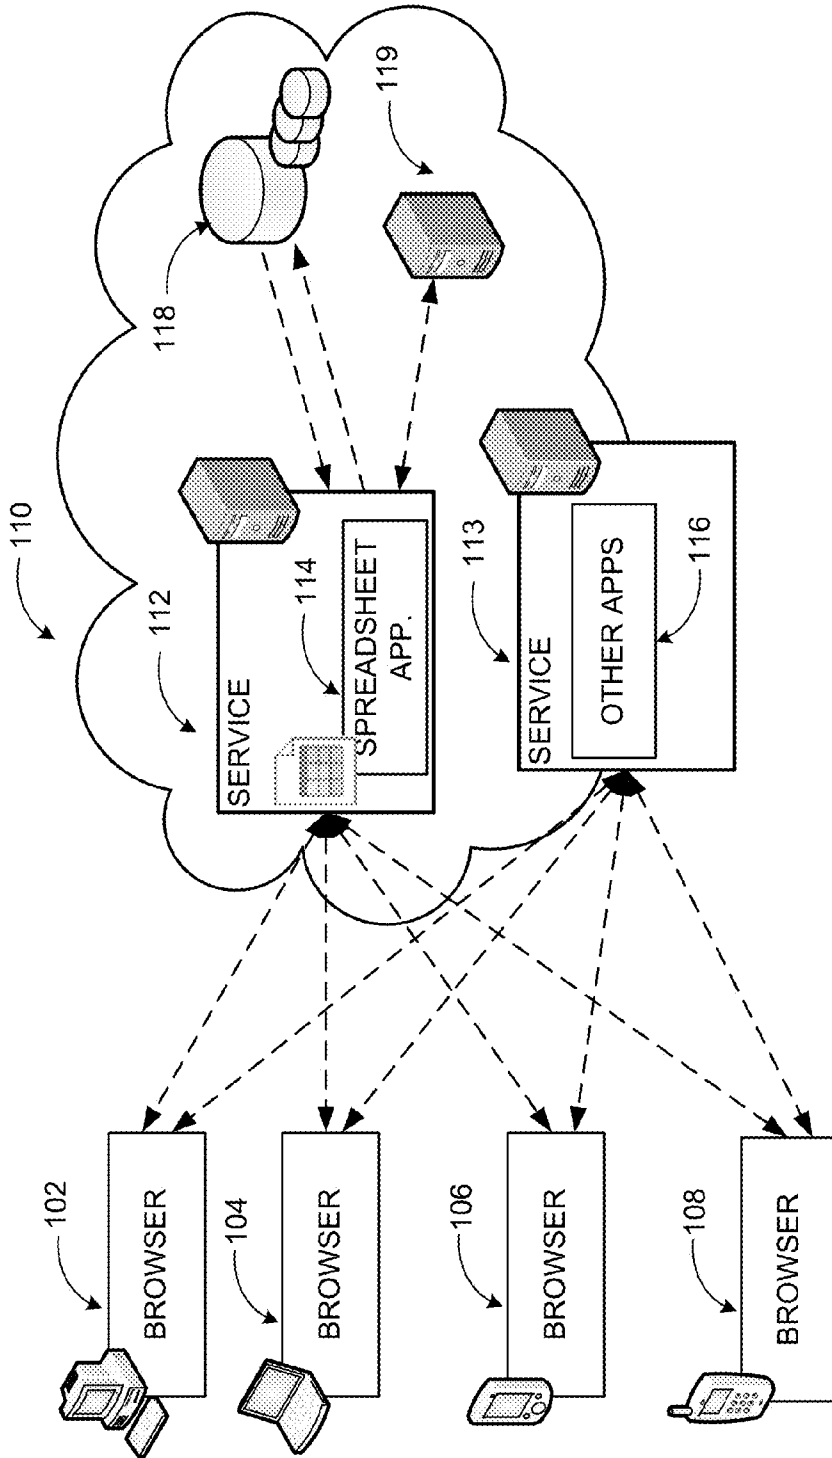 110
112
SERVICE
114
SPREADSHEET
APP.
118
119
113
SERVICE
OTHER APPS
116
102
BROWSER
104
BROWSER
106
BROWSER
108
BROWSER